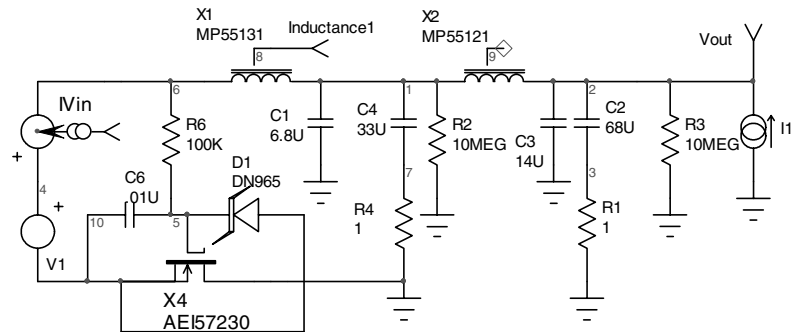 X1
MP55131
Inductance1
8
X2
MP55121
9
Vout
6
1
2
IVin
R6
100K
C1
6.8U
C4
33U
R2
10MEG
C3
14U
C2
68U
R3
10MEG
I1
+
4
+
V1
C6
.01U
D1
DN965
10
5
7
R4
1
3
R1
1
X4
AEI57230